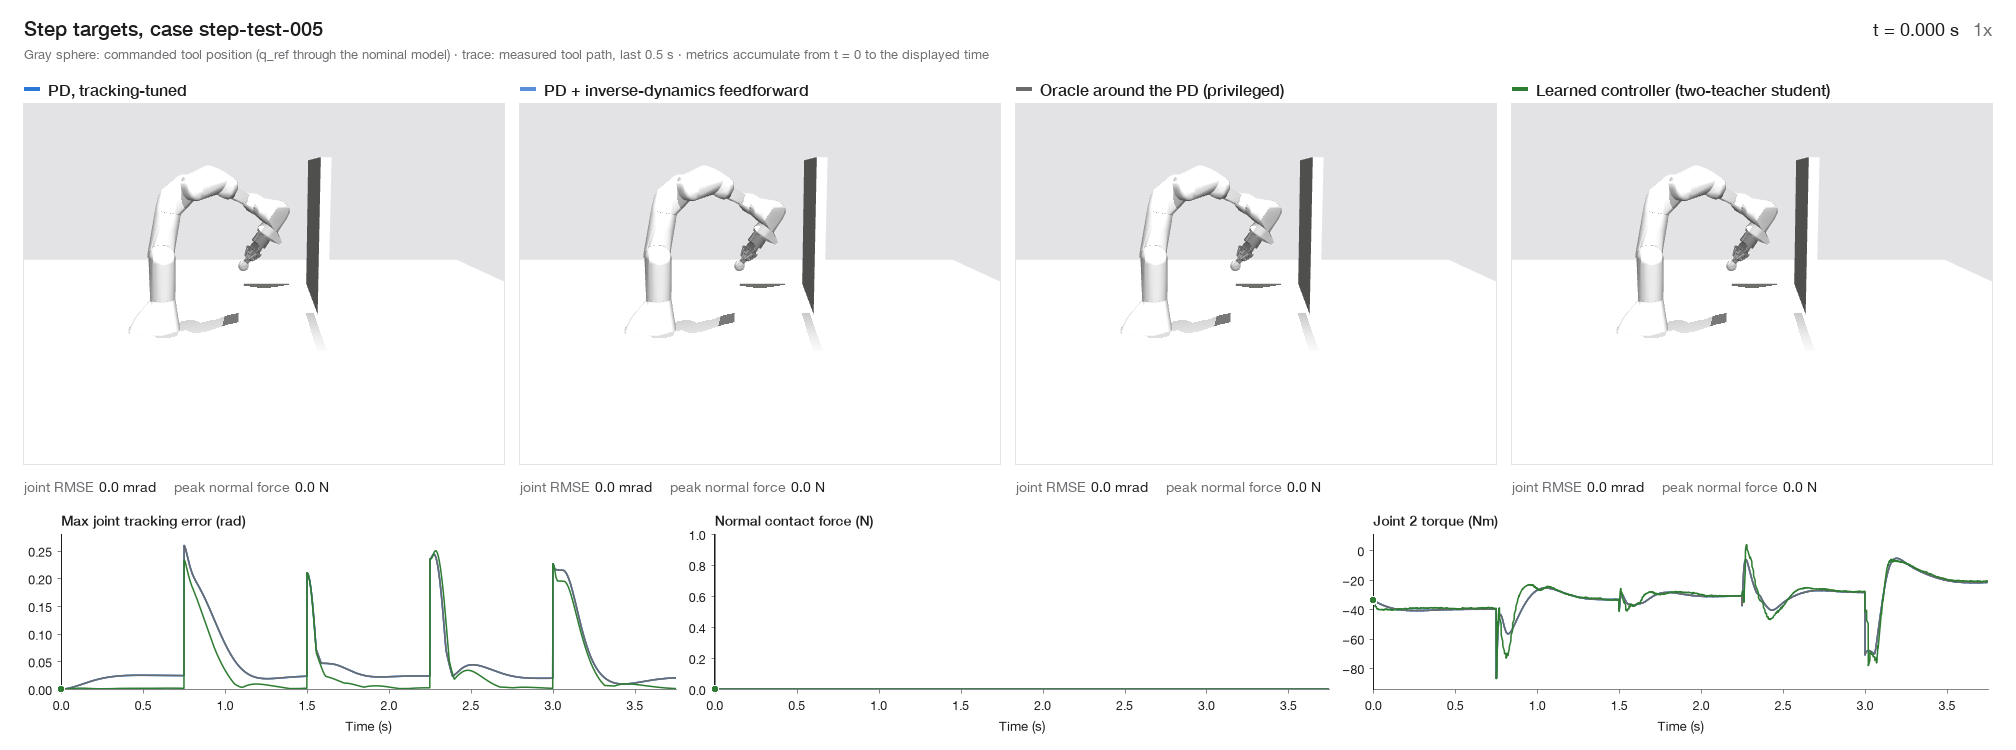 Step targets, case step-test-005
t = 0.000 s 1x
Gray sphere: commanded tool position (q_ref through the nominal model) · trace: measured tool path, last 0.5 s · metrics accumulate from t = 0 to the displayed time
PD, tracking-tuned
PD + inverse-dynamics feedforward
Oracle around the PD (privileged)
Learned controller (two-teacher student)
joint RMSE 0.0 mrad peak normal force 0.0 N
joint RMSE 0.0 mrad peak normal force 0.0 N
joint RMSE 0.0 mrad peak normal force 0.0 N
joint RMSE 0.0 mrad peak normal force 0.0 N
Max joint tracking error (rad)
0.25
0.20
0.15
0.10
0.05
0.00
0.0 0.5 1.0 1.5 2.0 2.5 3.0 3.5
Time (s)
Normal contact force (N)
1.0
0.8
0.6
0.4
0.2
0.0
0.0 0.5 1.0 1.5 2.0 2.5 3.0 3.5
Time (s)
Joint 2 torque (Nm)
0
−20
−40
−60
−80
0.0 0.5 1.0 1.5 2.0 2.5 3.0 3.5
Time (s)